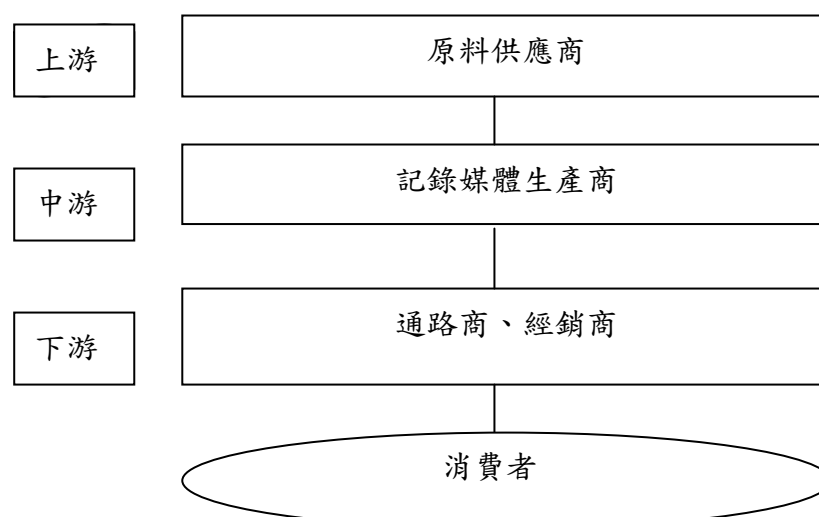 上游
原料供應商
中游
記錄媒體生產商
下游
通路商、經銷商
消費者